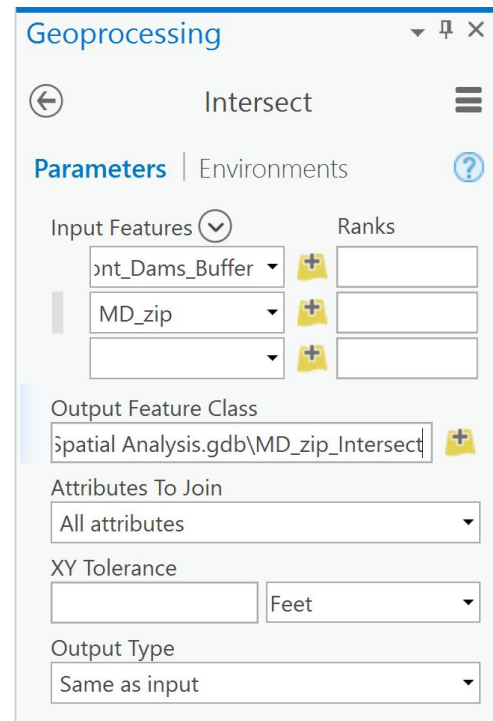 Geoprocessing
Intersect
Parameters | Environments
Input Features Ranks
ont_Dams_Buffer
MD_zip
Output Feature Class
Spatial Analysis.gdb\MD_zip_Intersect
Attributes To Join
All attributes
XY Tolerance
Feet
Output Type
Same as input